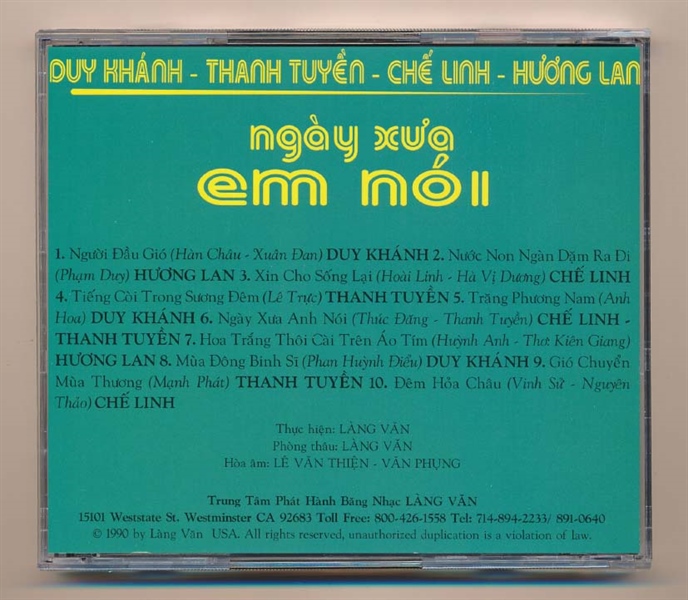 DUY KHÁNH - THANH TUYỀN - CHẾ LINH - HƯƠNG LAN
ngày xưa
em nói
1. Người Đầu Gió (Hàn Châu - Xuân Đan) DUY KHÁNH 2. Nước Non Ngàn Dặm Ra Đi
(Phạm Duy) HƯƠNG LAN 3. Xin Cho Sống Lại (Hoài Linh - Hà Vị Dương) CHẾ LINH
4. Tiếng Còi Trong Sương Đêm (Lê Trực) THANH TUYỀN 5. Trăng Phương Nam (Anh
Hoa) DUY KHÁNH 6. Ngày Xưa Anh Nói (Thúc Đăng - Thanh Tuyền) CHẾ LINH -
THANH TUYỀN 7. Hoa Trắng Thôi Cài Trên Áo Tím (Huỳnh Anh - Thơ Kiên Giang)
HƯƠNG LAN 8. Mùa Đông Binh Sĩ (Phan Huỳnh Điểu) DUY KHÁNH 9. Gió Chuyển
Mùa Thương (Mạnh Phát) THANH TUYỀN 10. Đêm Hỏa Châu (Vinh Sử - Nguyên
Thảo) CHẾ LINH
Thực hiện: LÀNG VĂN
Phòng thâu: LÀNG VĂN
Hòa âm: LÊ VĂN THIỆN - VĂN PHỤNG
Trung Tâm Phát Hành Băng Nhạc LÀNG VĂN
15101 Weststate St. Westminster CA 92683 Toll Free: 800-426-1558 Tel: 714-894-2233/ 891-0640
© 1990 by Làng Văn USA. All rights reserved, unauthorized duplication is a violation of law.